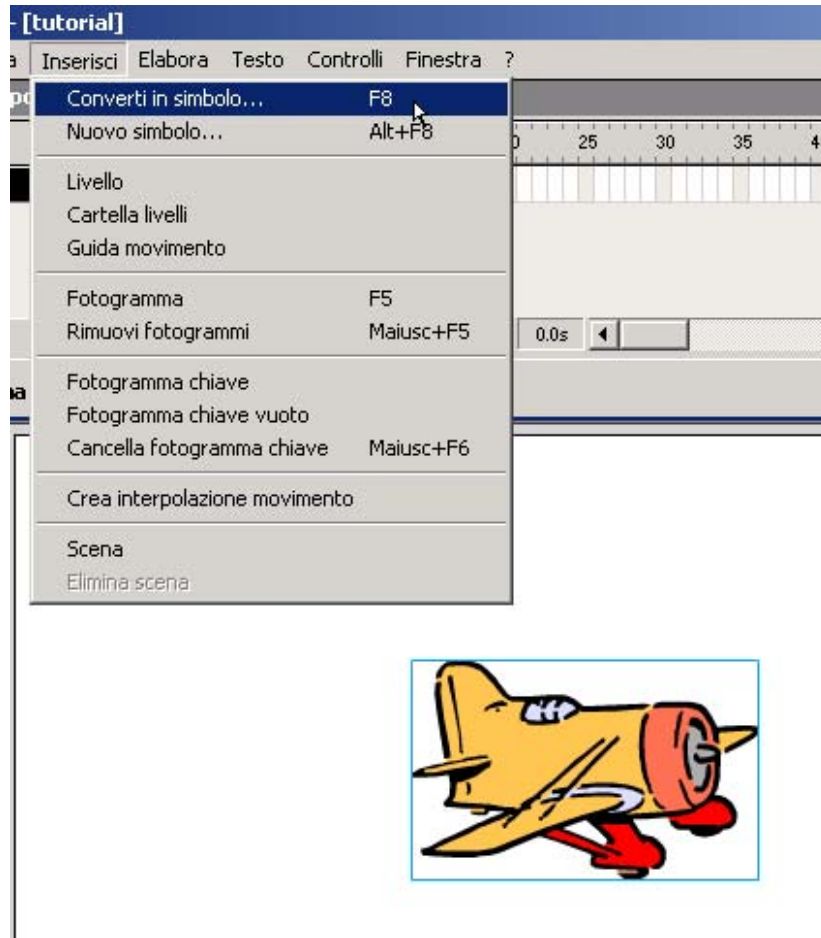 - [tutorial]
a Inserisci Elabora Testo Controlli Finestra ?
Converti in simbolo... F8
Nuovo simbolo... Alt+F8
25 30 35
Livello
Cartella livelli
Guida movimento
Fotogramma F5
Rimuovi fotogrammi Maiusc+F5
0.0s
Fotogramma chiave
Fotogramma chiave vuoto
Cancella fotogramma chiave Maiusc+F6
Crea interpolazione movimento
Scena
Elimina scena